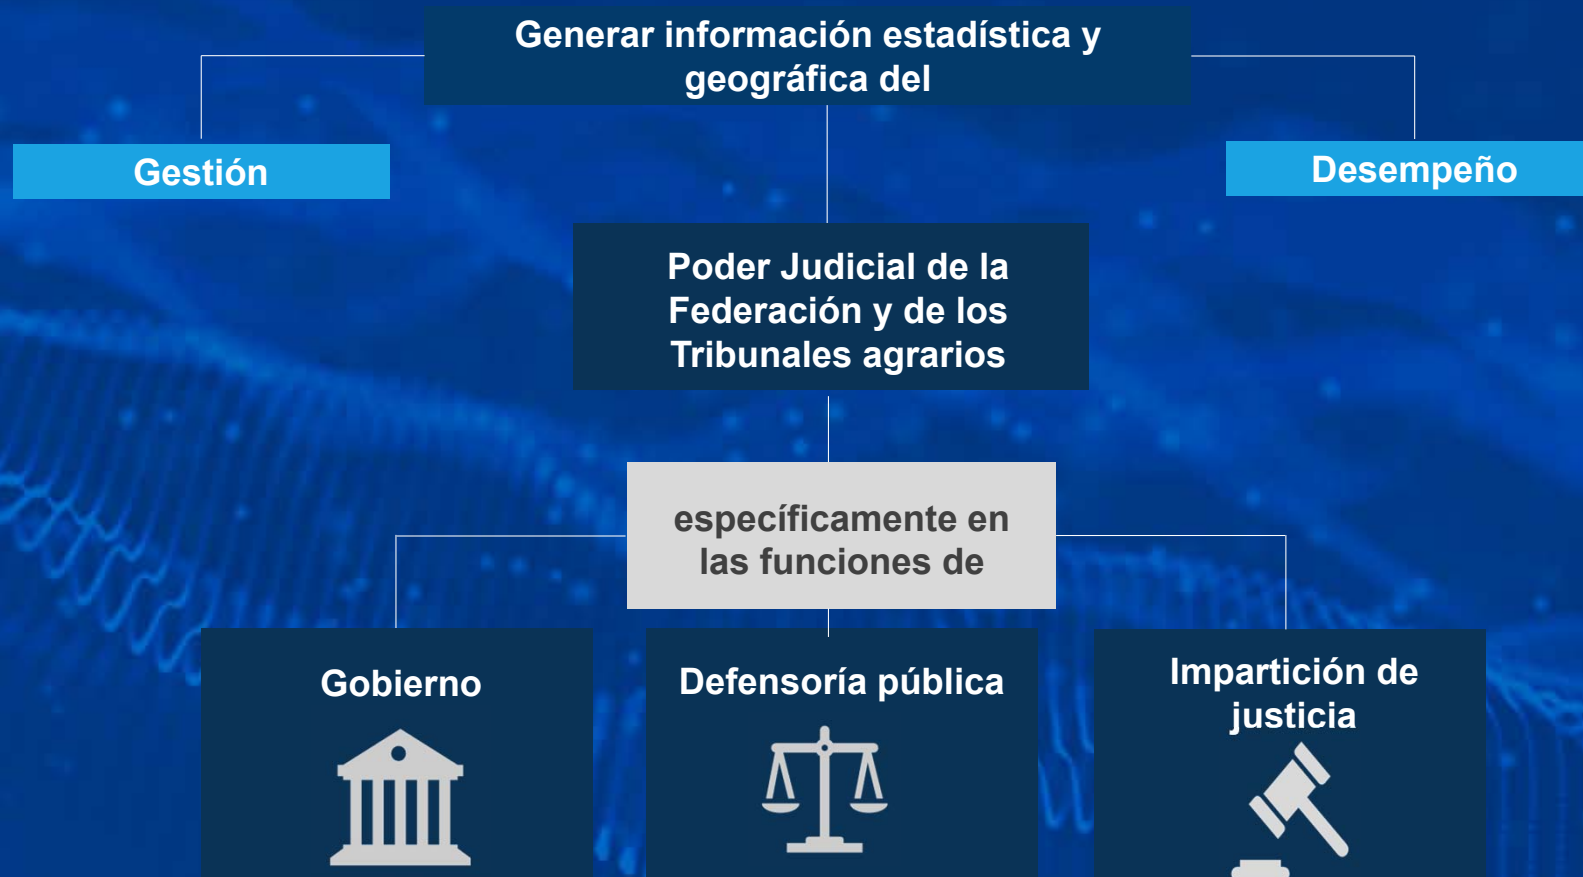 Generar información estadística y
geográfica del
Gestión
Desempeño
Poder Judicial de la
Federación y de los
Tribunales agrarios
específicamente en
las funciones de
Gobierno
Defensoría pública
Impartición de
justicia